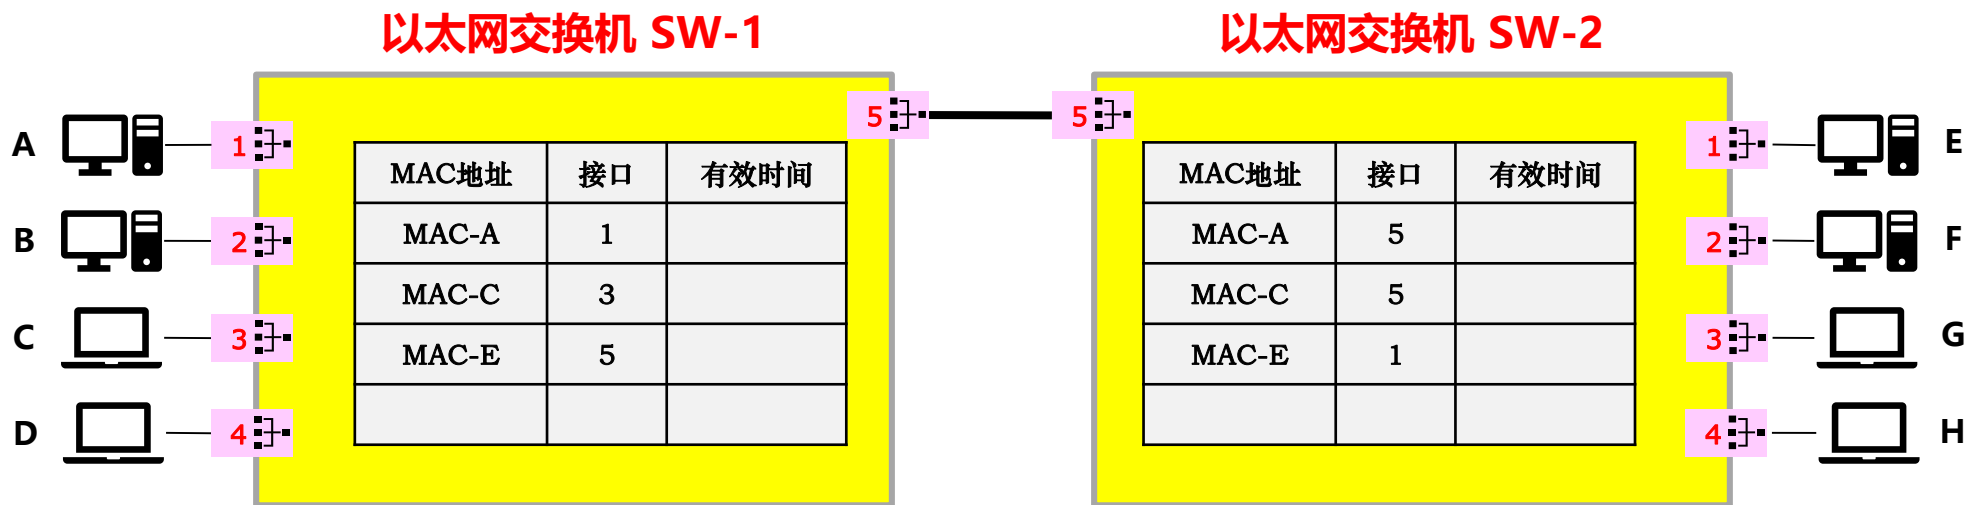 以太网交换机 SW-1
以太网交换机 SW-2
A
B
C
D
1
2
3
4
5
MAC地址 接口 有效时间
MAC-A 1
MAC-C 3
MAC-E 5
5
MAC地址 接口 有效时间
MAC-A 5
MAC-C 5
MAC-E 1
1
2
3
4
E
F
G
H